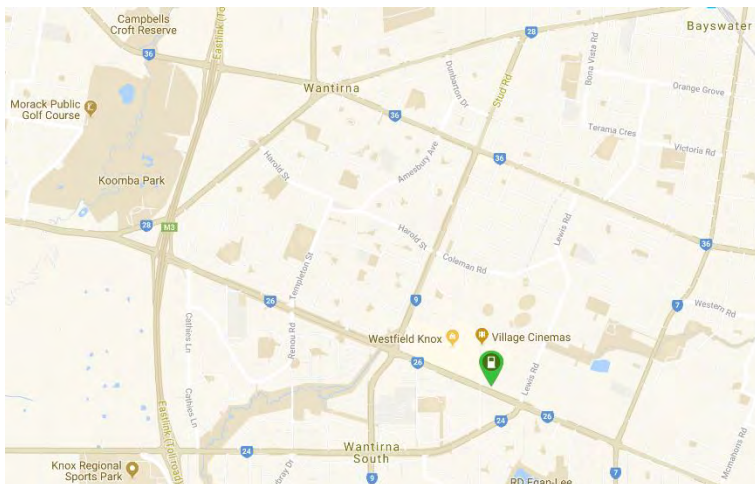 Campbells
Croft Reserve
28
Bayswater
36
Eastlink (To
Stud Rd
Bona Vista Rd
Dunbarton Dr
Orange Grove
Wantirna
Morack Public
Golf Course
36
Terama Cres
Victoria Rd
36
Harold St
Amesbury Ave
Koomba Park
28
M3
Harold St
Lewis Rd
36
Coleman Rd
Templeton St
26
9
7
Western Rd
Cathies Ln
Renou Rd
Westfield Knox
Village Cinemas
26
Lewis Rd
Cathies Ln
Eastlink (Toll road)
24
26
Wantirna
South
24
Mcmahons Rd
Knox Regional
Sports Park
bray Dr
9
RD Egan-Lee
7